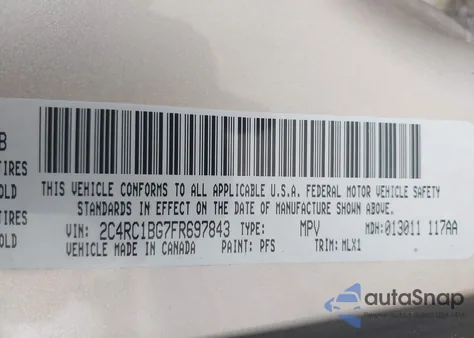 B
TIRES
OLD
TIRES
OLD
THIS VEHICLE CONFORMS TO ALL APPLICABLE U.S.A. FEDERAL MOTOR VEHICLE SAFETY
STANDARDS IN EFFECT ON THE DATE OF MANUFACTURE SHOWN ABOVE.
VIN: 2C4RC1BG7FR697843 TYPE: MPV MDH: 013011 117AA
VEHICLE MADE IN CANADA PAINT: PFS TRIM: MLX1
autoSnap